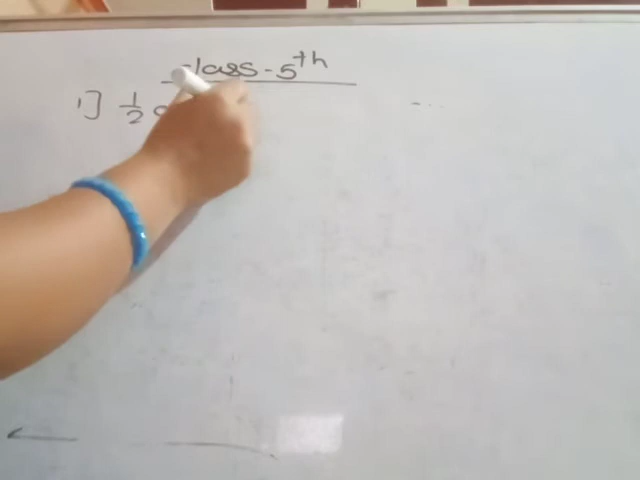 class - 5th
1] 1/2 o